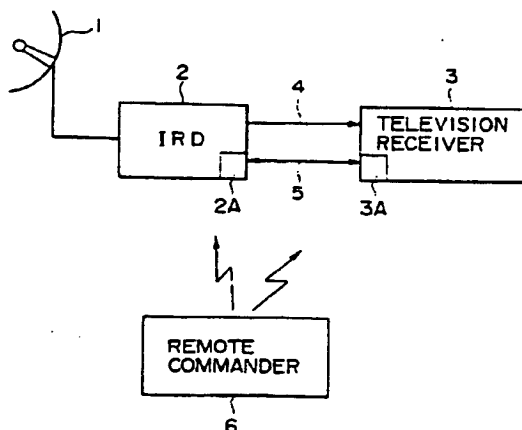 1
2
IRD
2A
4
5
3
TELEVISION
RECEIVER
3A
REMOTE
COMMANDER
6